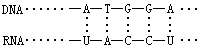 DNA······—A—T—G—G—A—······
RNA······—U—A—C—C—U—······